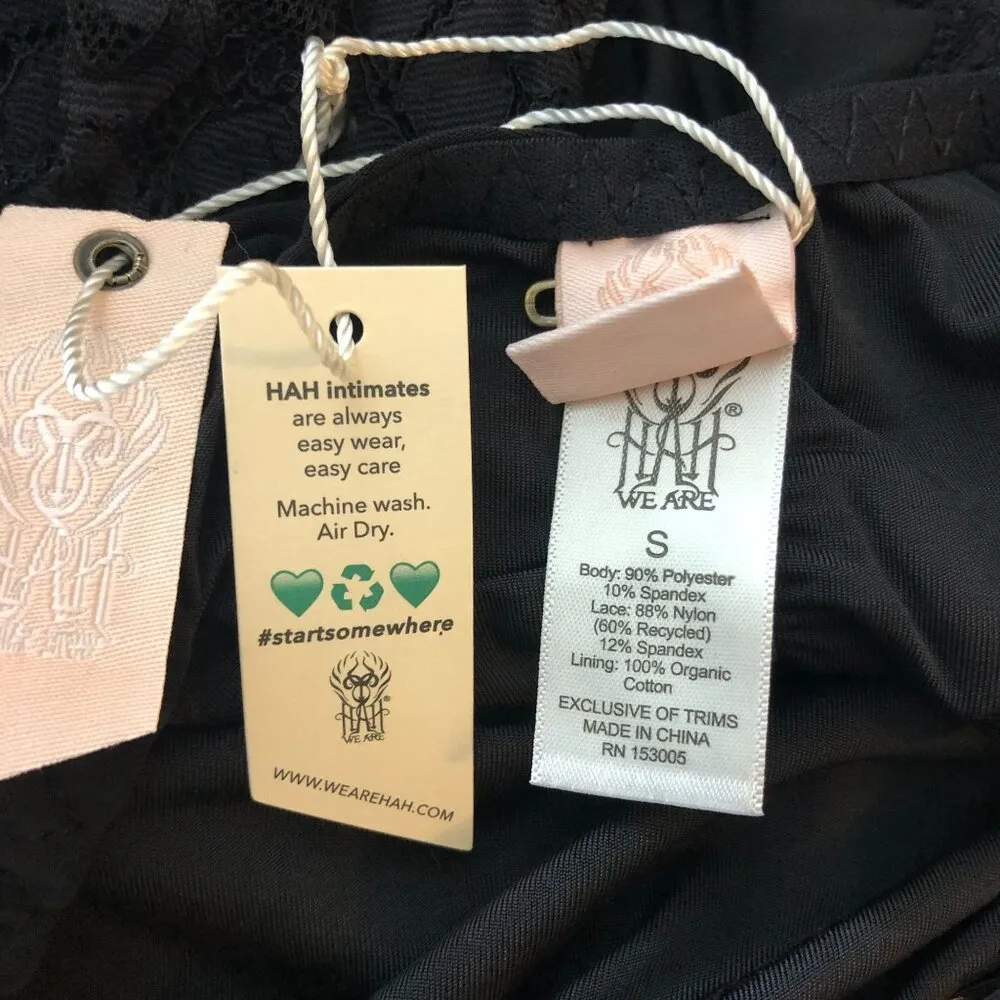 HAH intimates
are always
easy wear,
easy care
Machine wash.
Air Dry.
#startsomewhere
HAH®
WE ARE
WWW.WEAREHAH.COM
HAH®
WE ARE
S
Body: 90% Polyester
10% Spandex
Lace: 88% Nylon
(60% Recycled)
12% Spandex
Lining: 100% Organic
Cotton
EXCLUSIVE OF TRIMS
MADE IN CHINA
RN 153005